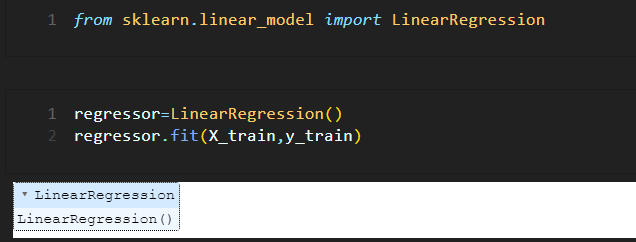 1 from sklearn.linear_model import LinearRegression
1 regressor=LinearRegression()
2 regressor.fit(X_train,y_train)
▾ LinearRegression
LinearRegression()